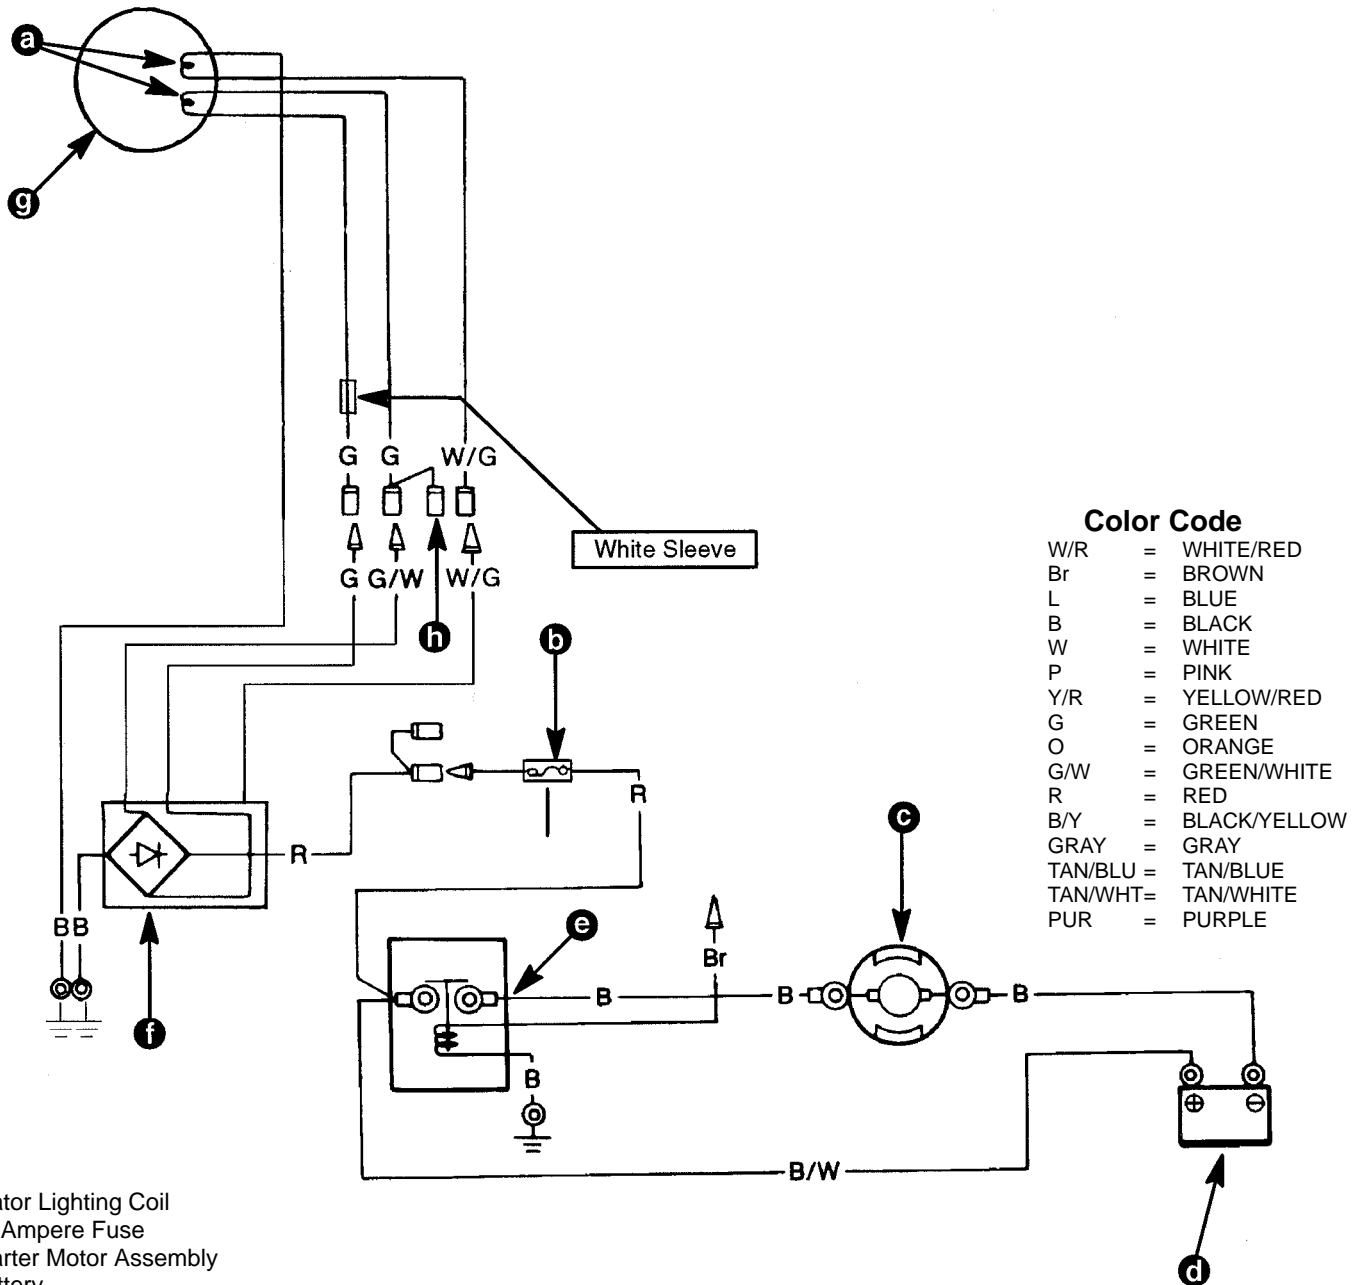 a
g
G G W/G
White Sleeve
G G/W W/G
h b
Color Code
W/R = WHITE/RED
Br = BROWN
L = BLUE
B = BLACK
W = WHITE
P = PINK
Y/R = YELLOW/RED
G = GREEN
O = ORANGE
G/W = GREEN/WHITE
R = RED
B/Y = BLACK/YELLOW
GRAY = GRAY
TAN/BLU = TAN/BLUE
TAN/WHT= TAN/WHITE
PUR = PURPLE
R
c
R
B B
e
Br
f
B B B
B
B/W
d
Lighting Coil
Ampere Fuse
Motor Assembly